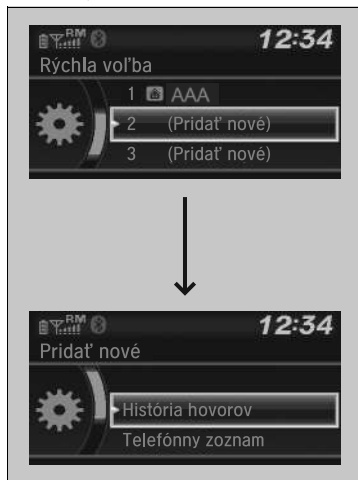 RM 12:34
Rýchla voľba
1 AAA
2 (Pridať nové)
3 (Pridať nové)
RM 12:34
Pridať nové
História hovorov
Telefónny zoznam